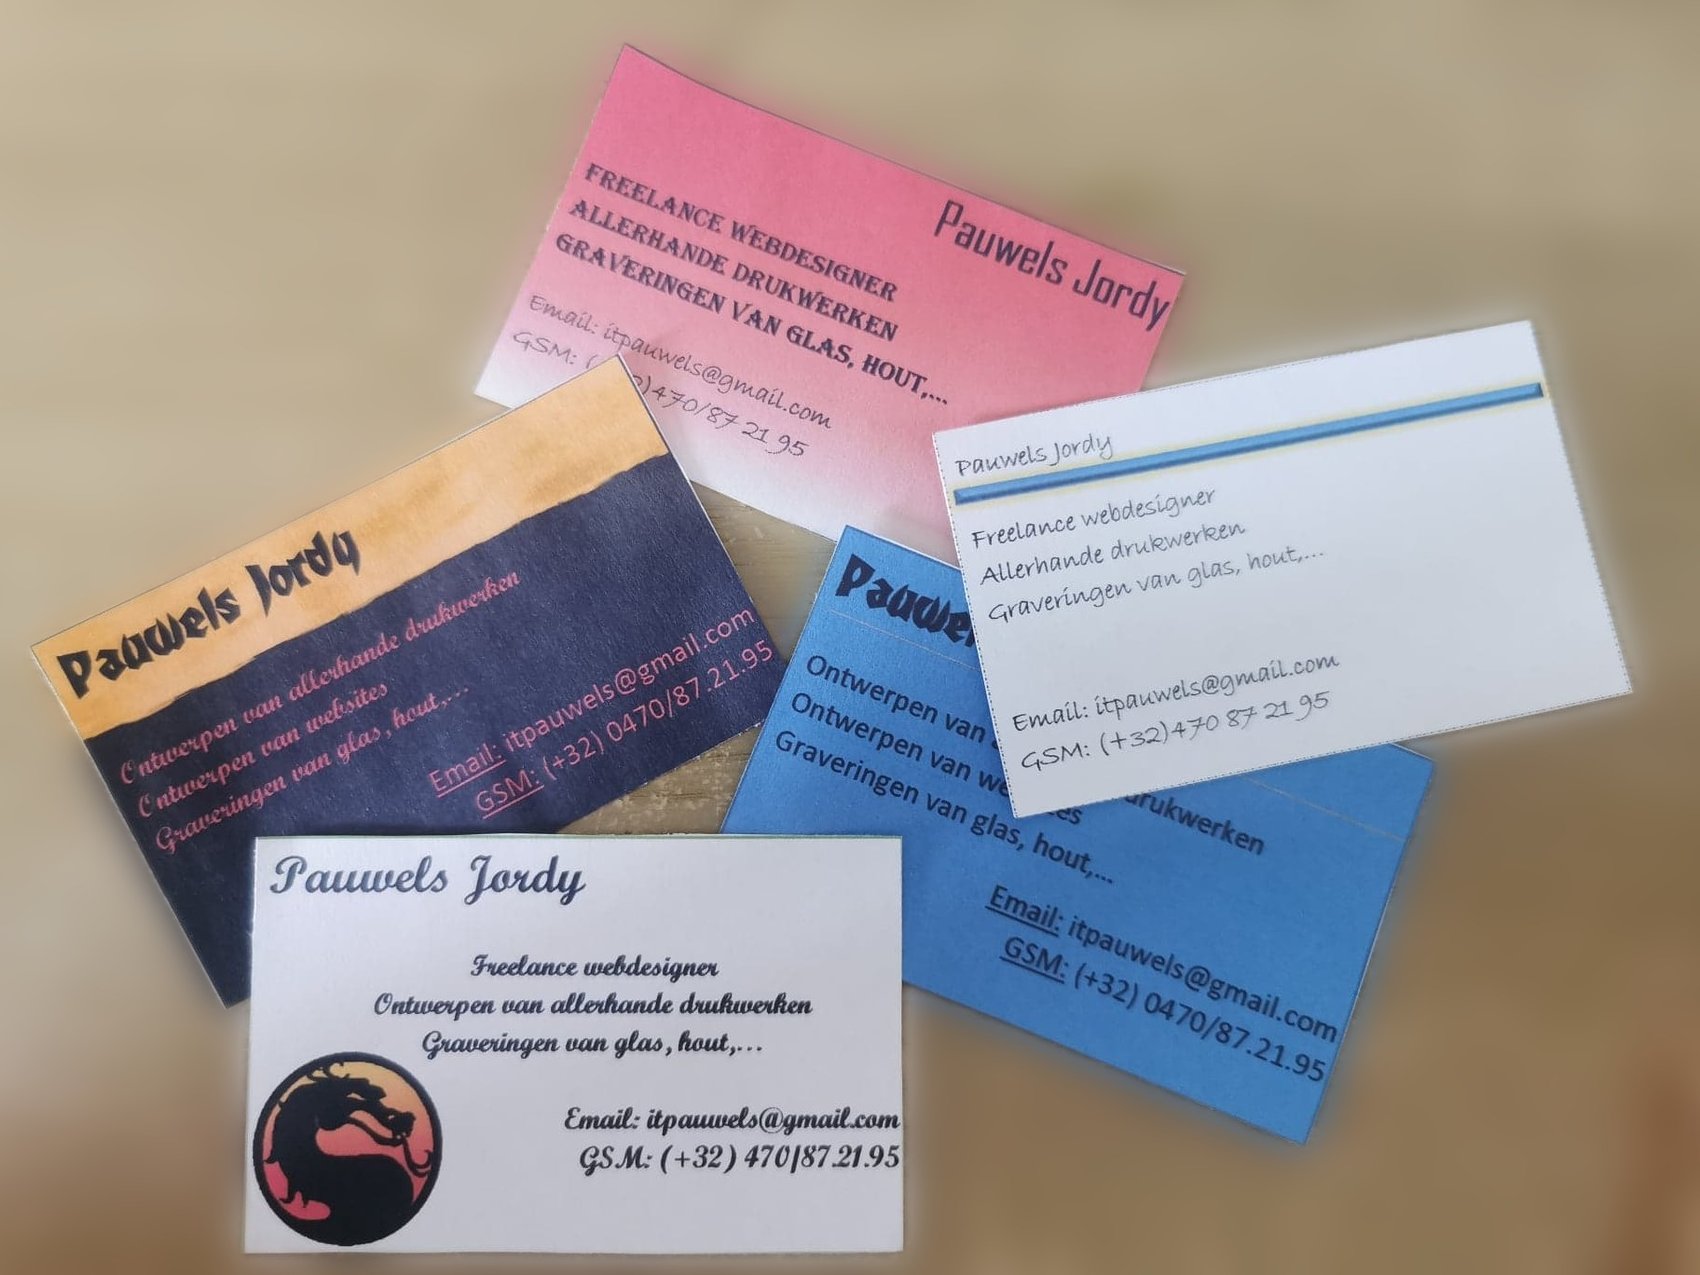 FREELANCE WEBDESIGNER
ALLERHANDE DRUKWERKEN
GRAVERINGEN VAN GLAS, HOUT,...
Pauwels Jordy
Email: itpauwels@gmail.com
GSM: ( 2)470/87 21 95
Pauwels Jordy
Freelance webdesigner
Allerhande drukwerken
Graveringen van glas, hout,...
Email: itpauwels@gmail.com
GSM: (+32)470 87 21 95
Pauwels Jordy
Ontwerpen van allerhande drukwerken
Ontwerpen van websites
Graveringen van glas, hout,...
Email: itpauwels@gmail.com
GSM: (+32) 0470/87.21.95
Ontwerpen van drukwerken
Ontwerpen van
Graveringen van glas, hout,...
Email: itpauwels@gmail.com
GSM: (+32) 0470/87.21.95
Pauwels Jordy
Freelance webdesigner
Ontwerpen van allerhande drukwerken
Graveringen van glas, hout,...
Email: itpauwels@gmail.com
GSM: (+32) 470/87.21.95